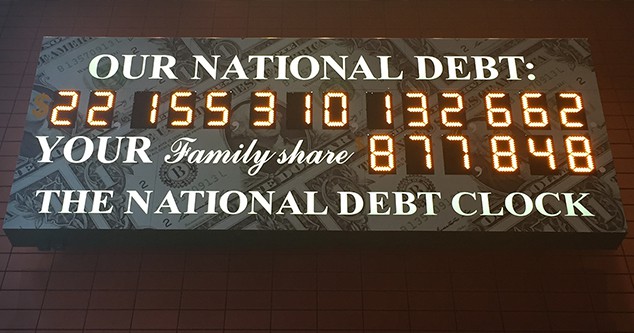 OUR NATIONAL DEBT:
$22 155 310 132 662
YOUR Family share 877 848
THE NATIONAL DEBT CLOCK